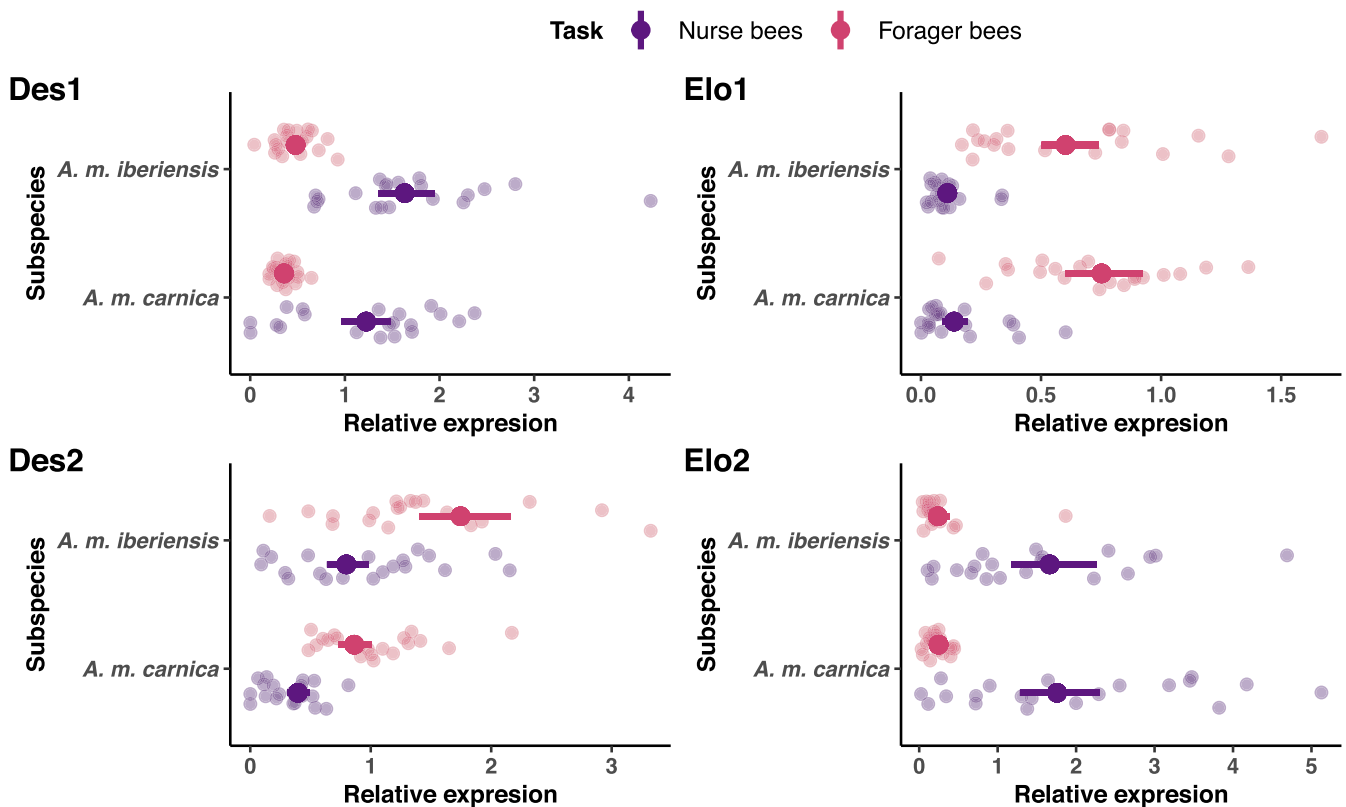 Task Nurse bees Forager bees
Des1
Subspecies
A. m. iberiensis
A. m. carnica
0 1 2 3 4
Relative expresion
Elo1
Subspecies
A. m. iberiensis
A. m. carnica
0.0 0.5 1.0 1.5
Relative expresion
Des2
Subspecies
A. m. iberiensis
A. m. carnica
0 1 2 3
Relative expresion
Elo2
Subspecies
A. m. iberiensis
A. m. carnica
0 1 2 3 4 5
Relative expresion